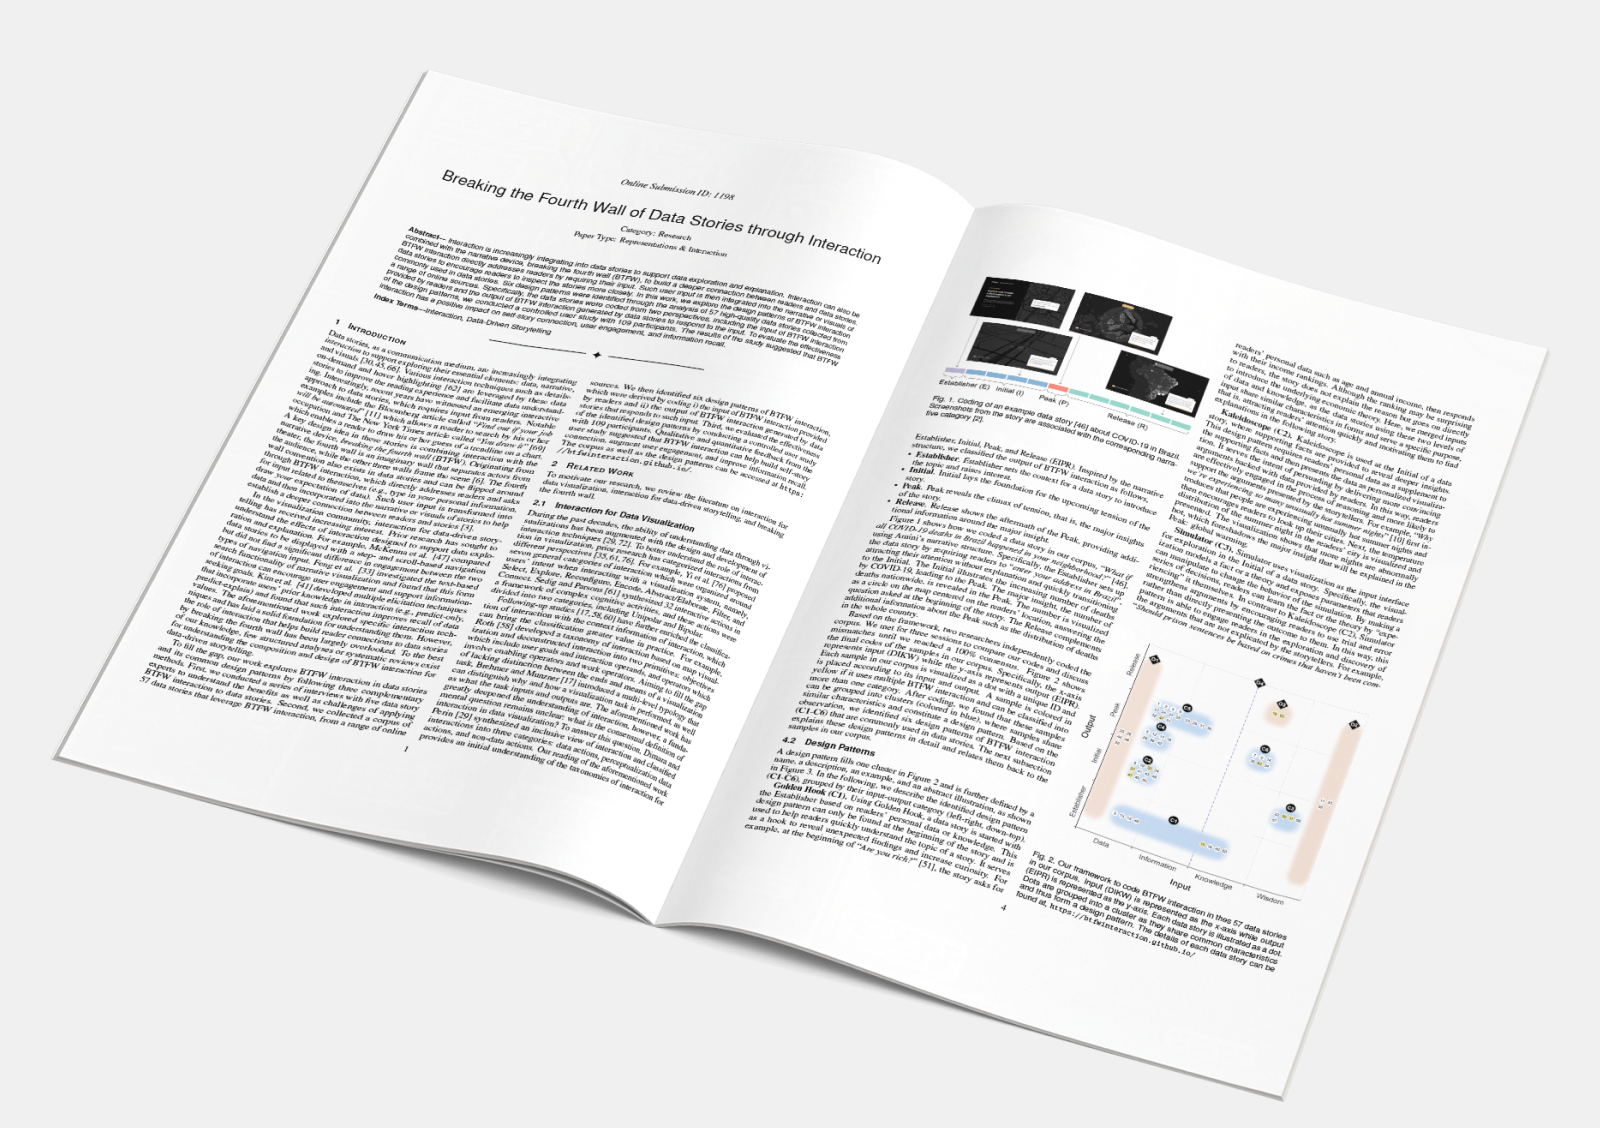 Online Submission ID: 1198
Breaking the Fourth Wall of Data Stories through Interaction
Category: Research
Paper Type: Representations & Interaction
Abstract— Interaction is increasingly integrating into data stories to support data exploration and explanation. Interaction can also be
combined with the narrative device, breaking the fourth wall (BTFW), to build a deeper connection between readers and data stories.
BTFW interaction directly addresses readers by requiring their input. Such user input is then integrated into the narrative or visuals of
data stories to encourage readers to inspect the stories more closely. In this work, we explore the design patterns of BTFW interaction
commonly used in data stories. Six design patterns were identified through the analysis of 57 high-quality data stories collected from
a range of online sources. Specifically, the data stories were coded from two perspectives, including the input of BTFW interaction
provided by readers and the output of BTFW interaction generated by data stories to respond to the input. To evaluate the effectiveness
of the design patterns, we conducted a controlled user study with 109 participants. The results of the study suggested that BTFW
interaction has a positive impact on self-story connection, user engagement, and information recall.
Index Terms—Interaction, Data-Driven Storytelling
1 INTRODUCTION
Data stories, as a communication medium, are increasingly integrating
interaction to support exploring their essential elements: data, narrative,
and visuals [30,45,66]. Various interaction techniques such as details-
on-demand and hover highlighting [62] are leveraged by these data
stories to improve the reading experience and facilitate data understand-
ing. Interestingly, recent years have witnessed an emerging interactive
approach to data stories, which requires input from readers. Notable
examples include the Bloomberg article called "Find out if your job
will be automated" [11] which allows a reader to search by his or her
occupation and The New York Times article called "You draw it" [69]
which enables a reader to draw his or her guess of a trendline on a chart.
A key design idea in those stories is combining interaction with the
narrative device, breaking the fourth wall (BTFW). Originating from
theater, the fourth wall is an imaginary wall that separates actors from
the audience, while the other three walls frame the scene [6]. The fourth
wall convention also exists in data stories and can be flipped around
through BTFW interaction, which directly addresses readers and asks
for input related to themselves (e.g., type in your personal information,
draw your expectation of data). Such user input is transformed into
data and then incorporated into the narrative or visuals of stories to help
establish a deeper connection between readers and stories [3].
In the visualization community, interaction for data-driven story-
telling has received increasing interest. Prior research has sought to
understand the effects of interaction designed to support data explo-
ration and explanation. For example, McKenna et al. [47] compared
data stories to be displayed with a step- and scroll-based navigation
but did not find a significant difference in engagement between the two
types of navigation input. Feng et al. [33] investigated the text-based
search functionality of narrative visualization and found that this form
of interaction can encourage user engagement and support information-
seeking goals. Kim et al. [41] developed multiple elicitation techniques
that incorporate users' prior knowledge in interaction (e.g., predict-only,
predict-explain) and found that such interaction improves recall of data
values. The aforementioned work explored specific interaction tech-
niques and has laid a solid foundation for understanding them. However,
the role of interaction that helps build reader connections to data stories
by breaking the fourth wall has been largely overlooked. To the best
of our knowledge, few structured analyses or systematic reviews exist
for understanding the composition and design of BTFW interaction for
data-driven storytelling.
To fill the gap, our work explores BTFW interaction in data stories
and its common design patterns by following three complementary
methods. First, we conducted a series of interviews with five data story
experts to understand the benefits as well as challenges of applying
BTFW interaction to data stories. Second, we collected a corpus of
57 data stories that leverage BTFW interaction, from a range of online
sources. We then identified six design patterns of BTFW interaction,
which were derived by coding i) the input of BTFW interaction provided
by readers and ii) the output of BTFW interaction generated by data
stories that responds to such input. Third, we evaluated the effectiveness
of the identified design patterns by conducting a controlled user study
with 109 participants. Qualitative and quantitative feedback from the
user study suggested that BTFW interaction can help build self-story
connection, augment user engagement, and improve information recall.
The corpus as well as the design patterns can be accessed at https:
//btfwinteraction.github.io/.
2 RELATED WORK
To motivate our research, we review the literature on interaction for
data visualization, interaction for data-driven storytelling, and breaking
the fourth wall.
2.1 Interaction for Data Visualization
During the past decades, the ability of understanding data through vi-
sualizations has been augmented with the design and development of
interaction techniques [29,72]. To better understand the role of interac-
tion in visualization, prior research has categorized interactions from
different perspectives [35,61,76]. For example, Yi et al. [76] proposed
seven general categories of interaction which were organized around
users' intent when interacting with a visualization system, namely
Select, Explore, Reconfigure, Encode, Abstract/Elaborate, Filter, and
Connect. Sedig and Parsons [61] synthesized 32 interactive actions in
a framework of complex cognitive activities, and these actions were
divided into two categories, including Unipolar and Bipolar.
Following-up studies [17,58,60] have further enriched the classifica-
tion of interaction with the context information of interaction, which
can bring the classification greater value in practice. For example,
Roth [58] developed a taxonomy of interaction based on map visual-
ization and deconstructed interaction into two primitives: objectives
which include user goals and interaction operands, and operators which
involve enabling operators and work operators. Aiming to fill the gap
of lacking distinction between the ends and means of a visualization
task, Brehmer and Munzner [17] introduced a multi-level typology that
can distinguish why and how a visualization task is performed, as well
as what the task inputs and outputs are. The aforementioned work has
greatly deepened the understanding of interaction, however, a funda-
mental question remains unclear: what is the consensual definition of
interaction in data visualization? To answer this question, Dimara and
Perin [29] synthesized an inclusive view of interaction and classified
interactions into three categories: data actions, perceptualization data
actions, and non-data actions. Our reading of the aforementioned work
provides an initial understanding of the taxonomies of interaction for
1
Establisher (E) Initial (I) Peak (P) Release (R)
Fig. 1. Coding of an example data story [46] about COVID-19 in Brazil.
Screenshots from the story are associated with the corresponding narra-
tive category [2].
Establisher, Initial, Peak, and Release (EIPR). Inspired by the narrative
structure, we classified the output of BTFW interaction as follows,
• Establisher. Establisher sets the context for a data story to introduce
the topic and raises interest.
• Initial. Initial lays the foundation for the upcoming tension of the
story.
• Peak. Peak reveals the climax of tension, that is, the major insights
of the story.
• Release. Release shows the aftermath of the Peak, providing addi-
tional information around the major insights.
Figure 1 shows how we coded a data story in our corpus, "What if
all COVID-19 deaths in Brazil happened in your neighborhood?" [46],
using Amini's narrative structure. Specifically, the Establisher sets up
the data story by requiring readers to "enter your address in Brazil",
attracting their attention without explanation and quickly transitioning
to the Initial. The Initial illustrates the increasing number of deaths
by COVID-19, leading to the Peak. The major insight, the number of
deaths nationwide, is revealed in the Peak. The number is visualized
as a circle on the map centered on the readers' location, answering the
question asked at the beginning of the story. The Release complements
additional information about the Peak such as the distribution of deaths
in the whole country.
Based on the framework, two researchers independently coded the
corpus. We met for three sessions to compare our codes and discuss
mismatches until we reached a 100% consensus. Figure 2 shows
the final codes of the samples in our corpus. Specifically, the x-axis
represents input (DIKW) while the y-axis represents output (EIPR).
Each sample in our corpus is visualized as a dot with a unique ID and
is placed according to its input and output. A sample is colored in
yellow if it uses multiple BTFW interaction and can be classified into
more than one category. After coding, we found that these samples
can be grouped into clusters (colored in blue), where samples share
similar characteristics and constitute a design pattern. Based on the
observation, we identified six design patterns of BTFW interaction
(C1-C6) that are commonly used in data stories. The next subsection
explains these design patterns in detail and relates them back to the
samples in our corpus.
4.2 Design Patterns
A design pattern fills one cluster in Figure 2 and is further defined by a
name, a description, an example, and an abstract illustration, as shown
in Figure 3. In the following, we describe the identified design pattern
(C1-C6), grouped by their input-output category (left-right, down-top).
Golden Hook (C1). Using Golden Hook, a data story is started with
the Establisher based on readers' personal data or knowledge. This
design pattern can only be found at the beginning of the story and is
used to help readers quickly understand the topic of a story. It serves
as a hook to reveal unexpected findings and increase curiosity. For
example, at the beginning of "Are you rich?" [51], the story asks for
readers' personal data such as age and annual income, then responds
with their income rankings. Although the ranking may be surprising
to readers, the story does not explain the reason but goes on directly
to introduce the underlying economic theory. Here, we merged inputs
of data and knowledge, as the data stories using these two levels of
input share similar characteristics in forms and serve a specific purpose,
that is, attracting readers' attention quickly and motivating them to find
explanations in the following story.
Kaleidoscope (C2). Kaleidoscope is used at the Initial of a data
story, where supporting facts are provided to reveal deeper insights.
This design pattern requires readers' personal data as a supplement to
the supporting facts and then presents the data as personalized visualiza-
tion. It serves the intent of persuading by delivering more convincing
arguments backed with data provided by readers. In this way, readers
are effectively engaged in the process and more likely to
support the arguments presented by the storytellers. For example, "Why
we're experiencing so many unusually hot summer nights" [10] first in-
troduces that people are experiencing unusually hot summer nights and
then encourages readers to look up their cities. Next, the temperature
of the summer night in the readers' city is visualized and
presented. The visualization shows that more nights are abnormally
hot, which foreshadows the major insight that will be explained in the
Peak: global warming.
Simulator (C3). Simulator uses visualization as the input interface
for exploration in the Initial of a data story. Specifically, the visual-
ization models a fact or a theory and exposes parameters that readers
can manipulate to change the behavior of the simulation. By making a
series of decisions, readers can learn the fact or the theory by "expe-
riencing" it themselves. In contrast to Kaleidoscope (C2), Simulator
strengthens arguments by encouraging readers to use trial and error
rather than directly presenting the outcome to readers. In this way, this
pattern is able to engage readers in the exploration and discovery of
the arguments that are not be explicated by the storytellers. For example,
"Should prison sentences be based on crimes that haven't been com-
Release
Peak
Initial
Establisher
Output
Data
Information
Knowledge
Wisdom
Input
C1
Fig. 2. Our framework to code BTFW interaction in thes 57 data stories
in our corpus. Input (DIKW) is represented as the x-axis while output
(EIPR) is represented as the y-axis. Each data story is illustrated as a dot.
Dots are grouped into a cluster as they share common characteristics
and thus form a design pattern. The details of each data story can be
found at, https://btfwinteraction.github.io/
4